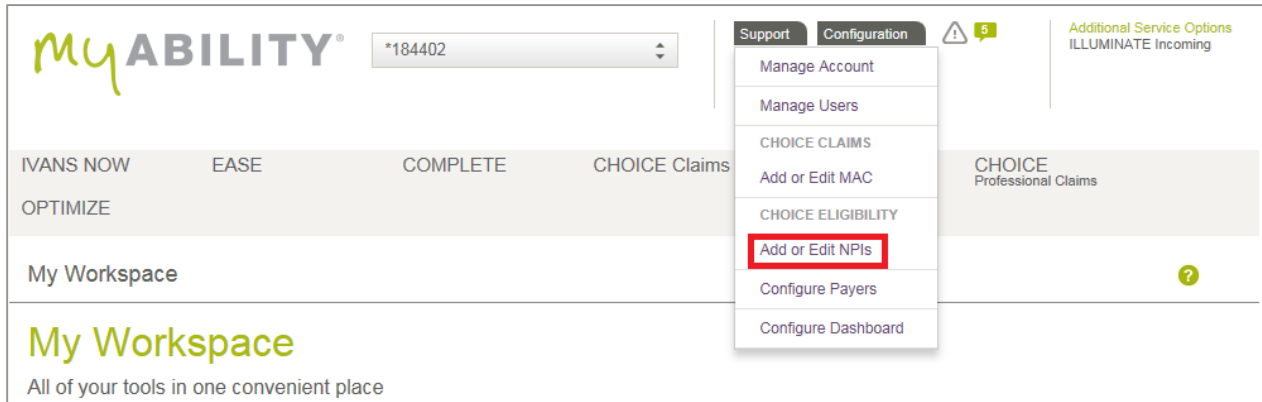 myABILITY®
*184402
Support
Configuration
5
Additional Service Options
ILLUMINATE Incoming
Manage Account
Manage Users
CHOICE CLAIMS
Add or Edit MAC
CHOICE ELIGIBILITY
Add or Edit NPIs
Configure Payers
Configure Dashboard
IVANS NOW
EASE
COMPLETE
CHOICE Claims
CHOICE
Professional Claims
OPTIMIZE
My Workspace
?
My Workspace
All of your tools in one convenient place